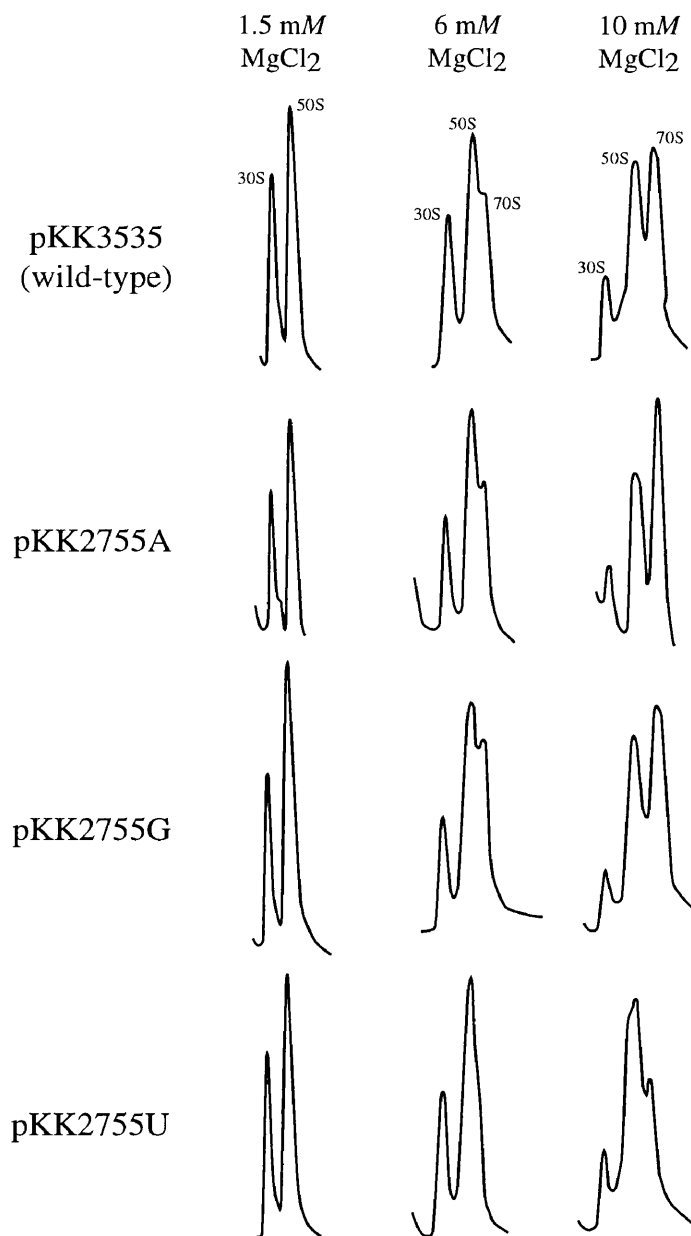 1.5 mM
MgCl2
6 mM
MgCl2
10 mM
MgCl2
pKK3535
(wild-type)
30S
50S
30S
50S
70S
30S
50S
70S
pKK2755A
pKK2755G
pKK2755U